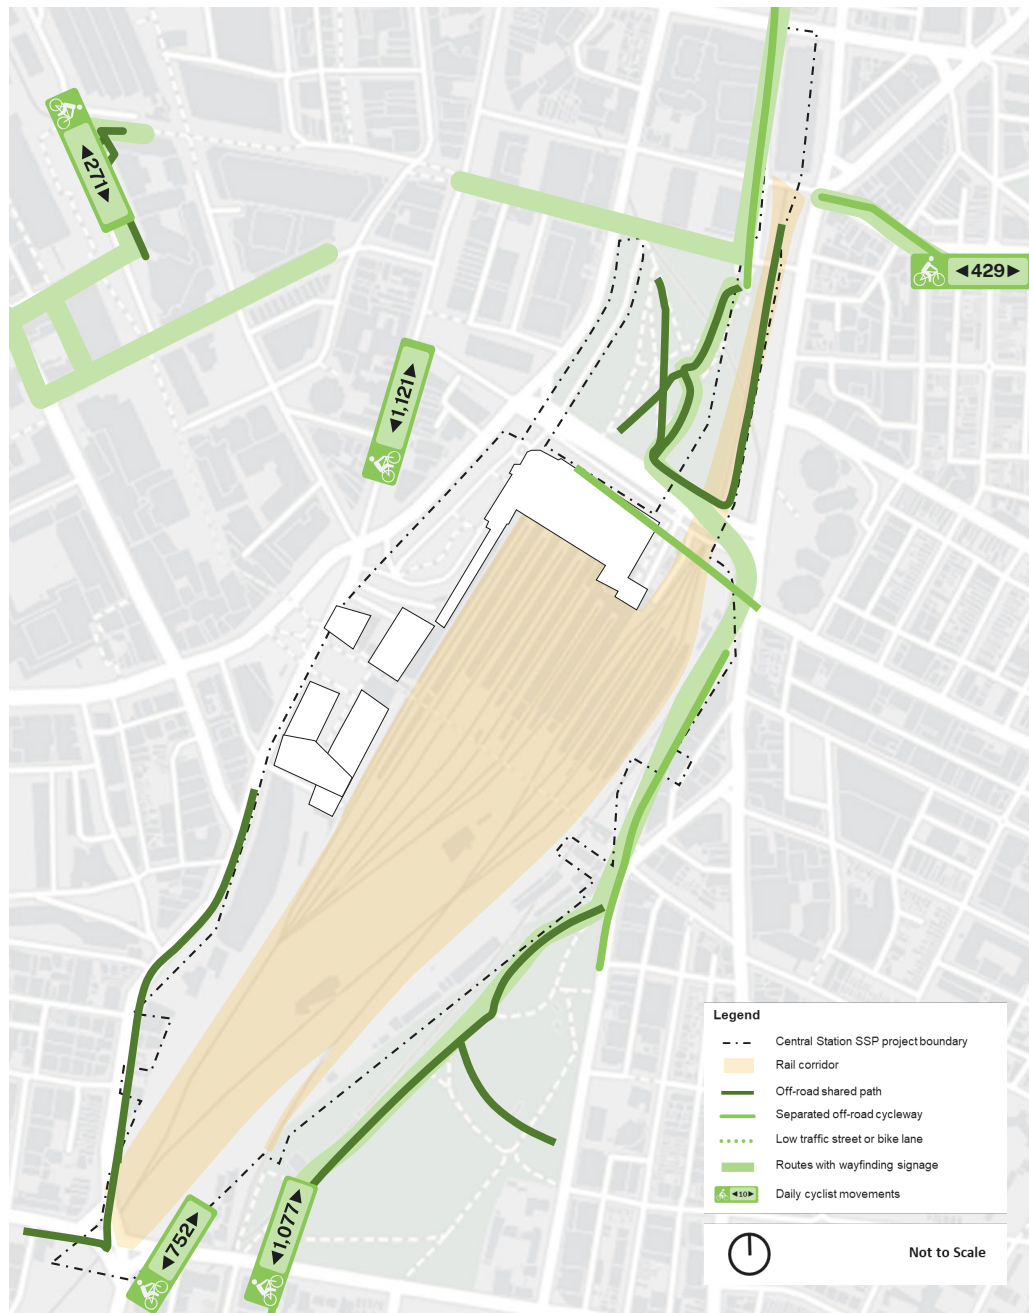 ◄271►
◄429►
◄1,121►
Legend
Central Station SSP project boundary
Rail corridor
Off-road shared path
Separated off-road cycleway
Low traffic street or bike lane
Routes with wayfinding signage
◄10► Daily cyclist movements
◄752►
◄1,077►
Not to Scale